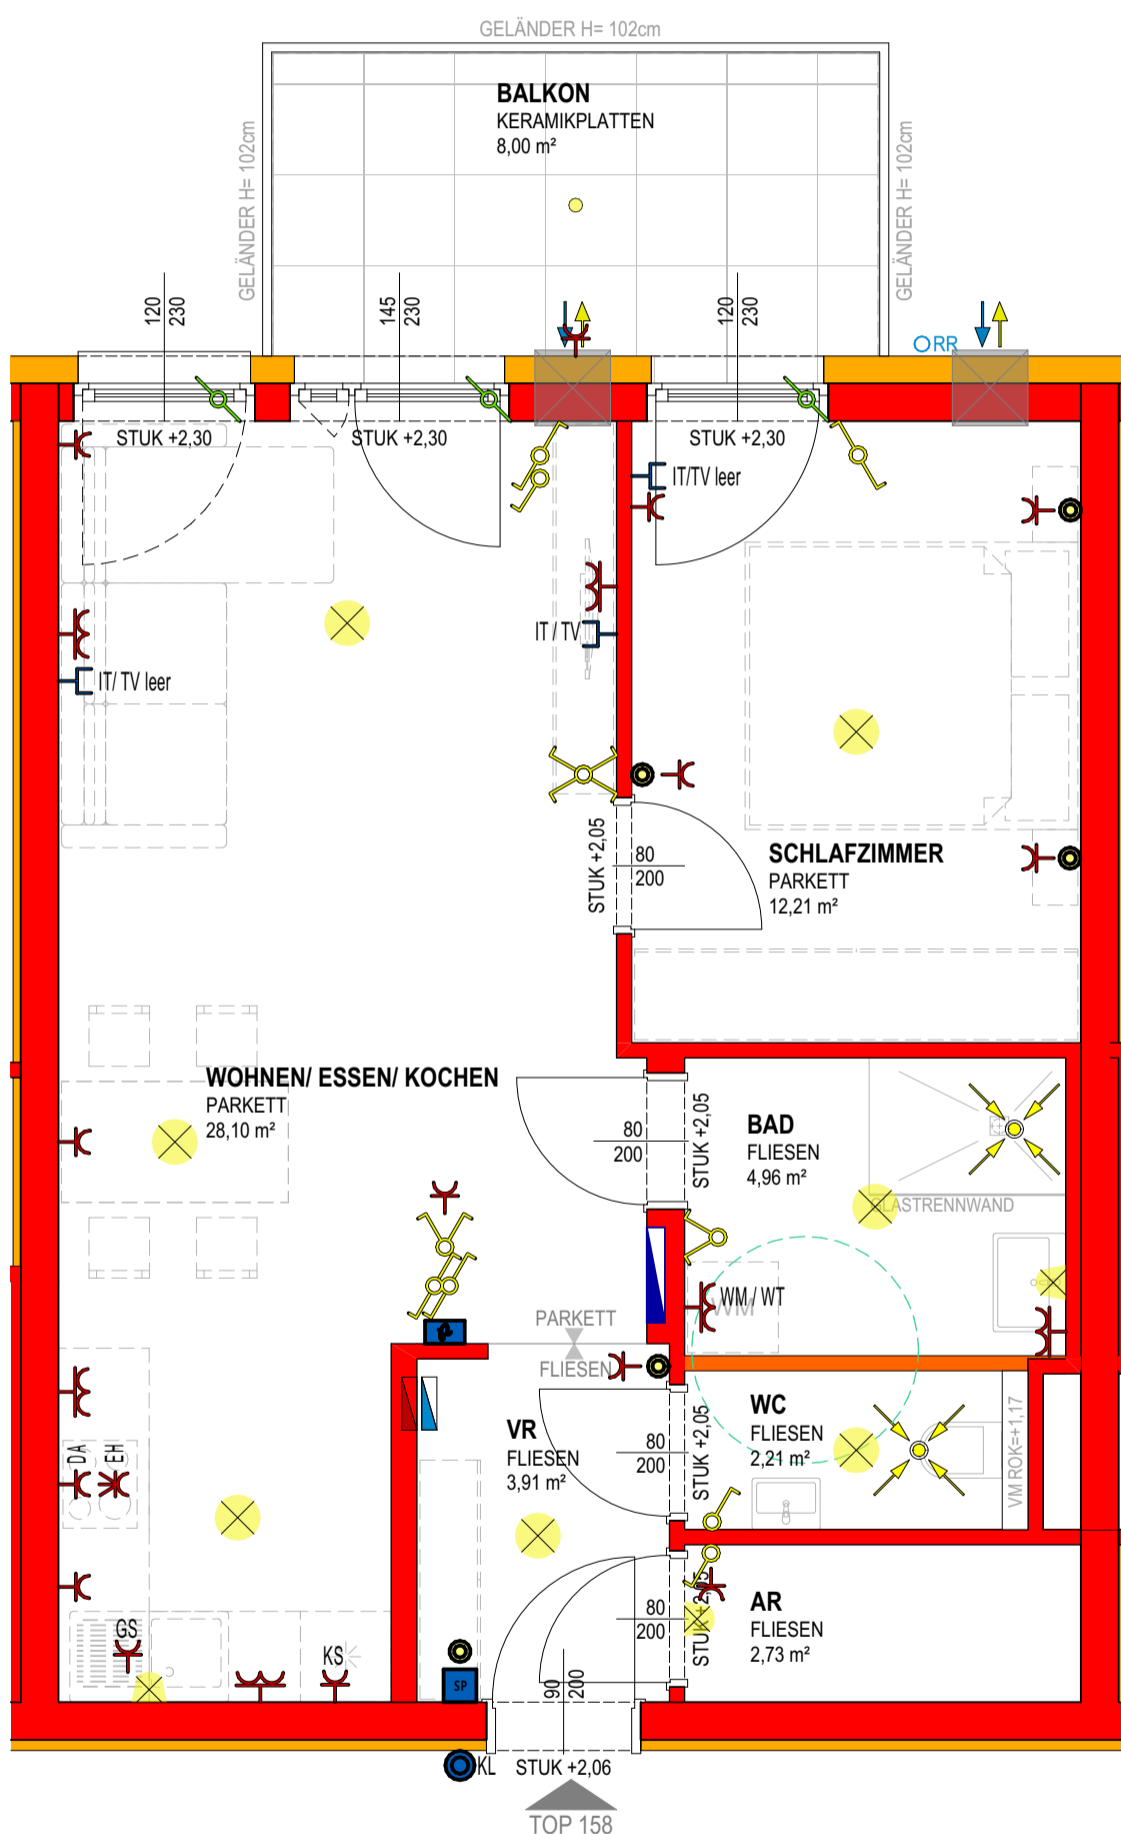 GELÄNDER H= 102cm
BALKON
KERAMIKPLATTEN
8,00 m²
GELÄNDER H= 102cm
GELÄNDER H= 102cm
120
230
145
230
120
230
ORR
STUK +2,30
STUK +2,30
STUK +2,30
IT/TV leer
IT / TV
IT/ TV leer
STUK +2,05
80
200
SCHLAFZIMMER
PARKETT
12,21 m²
WOHNEN/ ESSEN/ KOCHEN
PARKETT
28,10 m²
80
200
STUK +2,05
BAD
FLIESEN
4,96 m²
GLASTRENNWAND
WM / WT
WM
PARKETT
FLIESEN
VR
FLIESEN
3,91 m²
80
200
STUK +2,05
WC
FLIESEN
2,21 m²
VM ROK=+1,17
DA
EH
80
200
STUK +2,05
AR
FLIESEN
2,73 m²
GS
KS
SP
90
200
KL
STUK +2,06
TOP 158